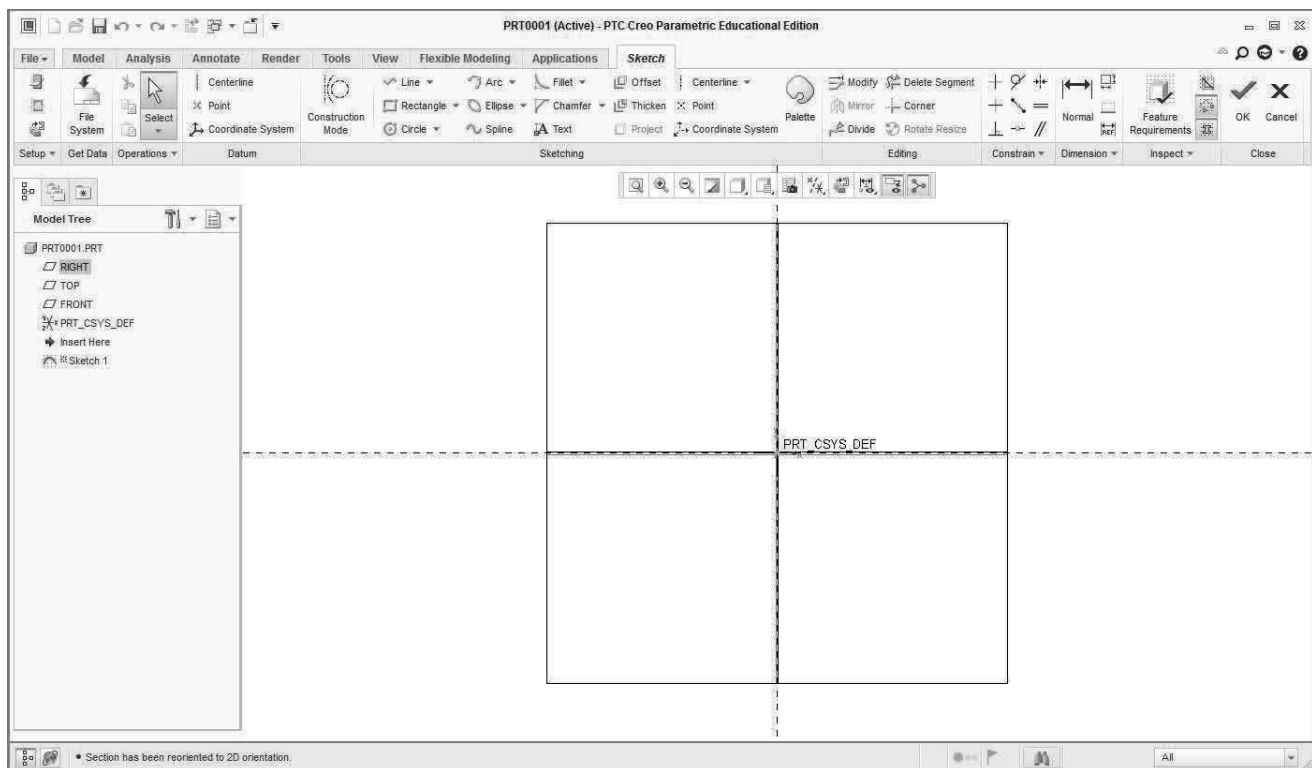 PRT0001 (Active) - PTC Creo Parametric Educational Edition
File Model Analysis Annotate Render Tools View Flexible Modeling Applications Sketch
File System
Select
Centerline
Point
Coordinate System
Construction Mode
Line Arc Fillet Offset Centerline
Rectangle Ellipse Chamfer Thicken Point
Circle Spline Text Project Coordinate System
Palette
Modify Delete Segment
Mirror Corner
Divide Rotate Resize
Normal
REF
Feature Requirements
OK Cancel
Setup Get Data Operations Datum Sketching Editing Constrain Dimension Inspect Close
Model Tree
PRT0001.PRT
RIGHT
TOP
FRONT
PRT_CSYS_DEF
Insert Here
Sketch 1
PRT_CSYS_DEF
• Section has been reoriented to 2D orientation.
All